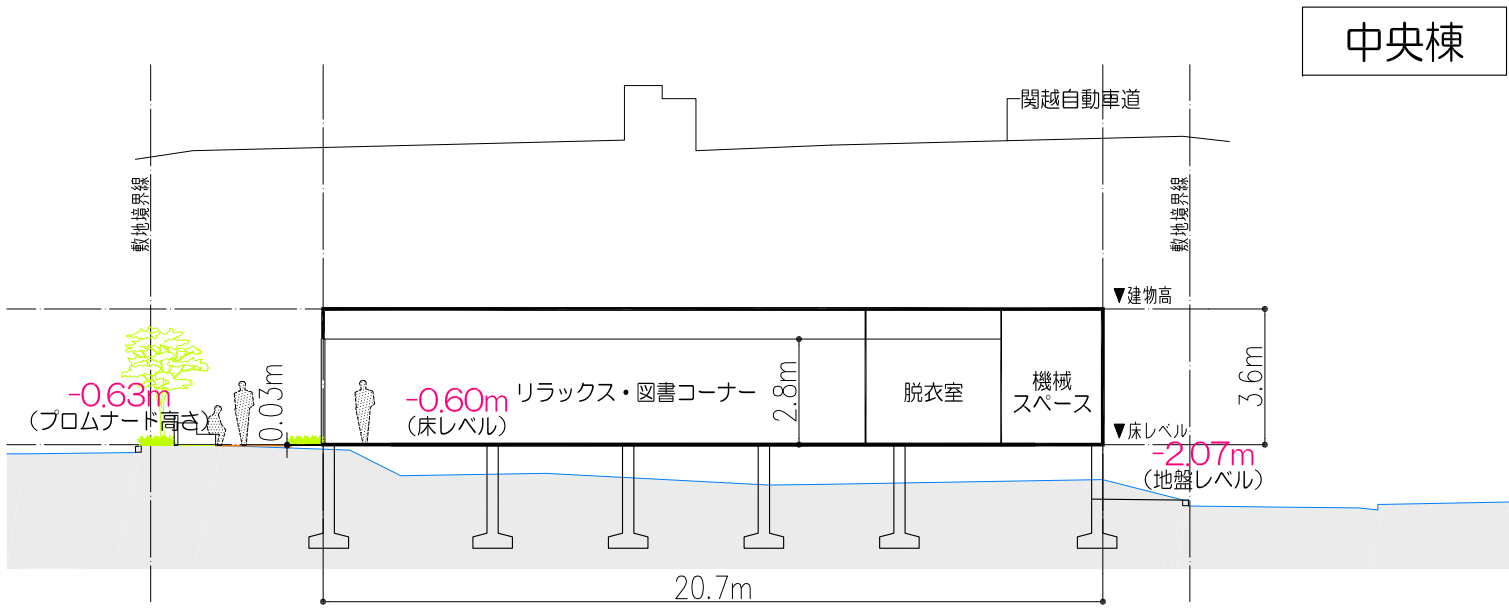 中央棟
関越自動車道
敷地境界線
敷地境界線
▼建物高
-0.63m
（プロムナード高さ）
0.03m
-0.60m
（床レベル）
リラックス・図書コーナー
2.8m
脱衣室
機械
スペース
3.6m
▼床レベル
-2.07m
（地盤レベル）
20.7m